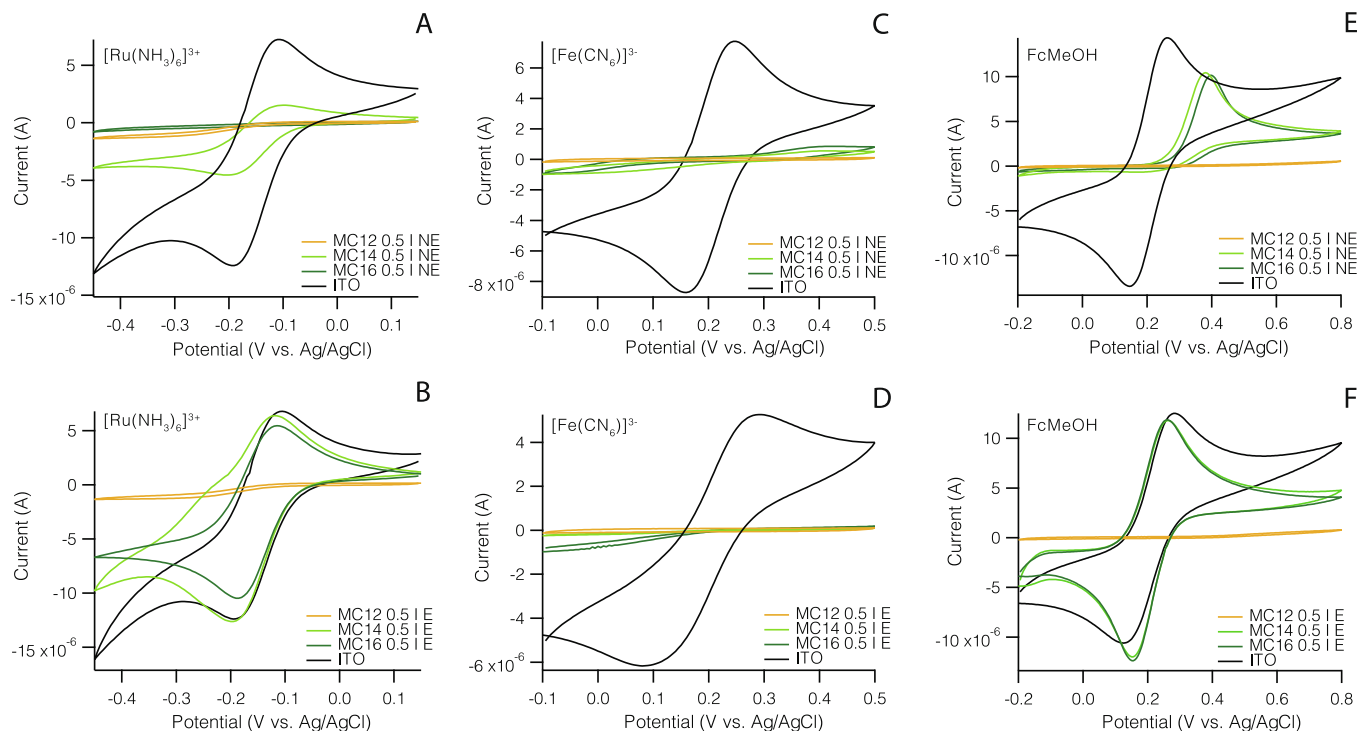 A
[Ru(NH3)6]3+
5
0
-5
-10
-15 x10-6
Current (A)
MC12 0.5 I NE
MC14 0.5 I NE
MC16 0.5 I NE
ITO
-0.4 -0.3 -0.2 -0.1 0.0 0.1
Potential (V vs. Ag/AgCl)
C
[Fe(CN6)]3-
6
4
2
0
-2
-4
-6
-8 x10-6
Current (A)
MC12 0.5 I NE
MC14 0.5 I NE
MC16 0.5 I NE
ITO
-0.1 0.0 0.1 0.2 0.3 0.4 0.5
Potential (V vs. Ag/AgCl)
E
FcMeOH
10
5
0
-5
-10 x10-6
Current (A)
MC12 0.5 I NE
MC14 0.5 I NE
MC16 0.5 I NE
ITO
-0.2 0.0 0.2 0.4 0.6 0.8
Potential (V vs. Ag/AgCl)
B
[Ru(NH3)6]3+
5
0
-5
-10
-15 x10-6
Current (A)
MC12 0.5 I E
MC14 0.5 I E
MC16 0.5 I E
ITO
-0.4 -0.3 -0.2 -0.1 0.0 0.1
Potential (V vs. Ag/AgCl)
D
[Fe(CN6)]3-
4
2
0
-2
-4
-6 x10-6
Current (A)
MC12 0.5 I E
MC14 0.5 I E
MC16 0.5 I E
ITO
-0.1 0.0 0.1 0.2 0.3 0.4 0.5
Potential (V vs. Ag/AgCl)
F
FcMeOH
10
5
0
-5
-10 x10-6
Current (A)
MC12 0.5 I E
MC14 0.5 I E
MC16 0.5 I E
ITO
-0.2 0.0 0.2 0.4 0.6 0.8
Potential (V vs. Ag/AgCl)